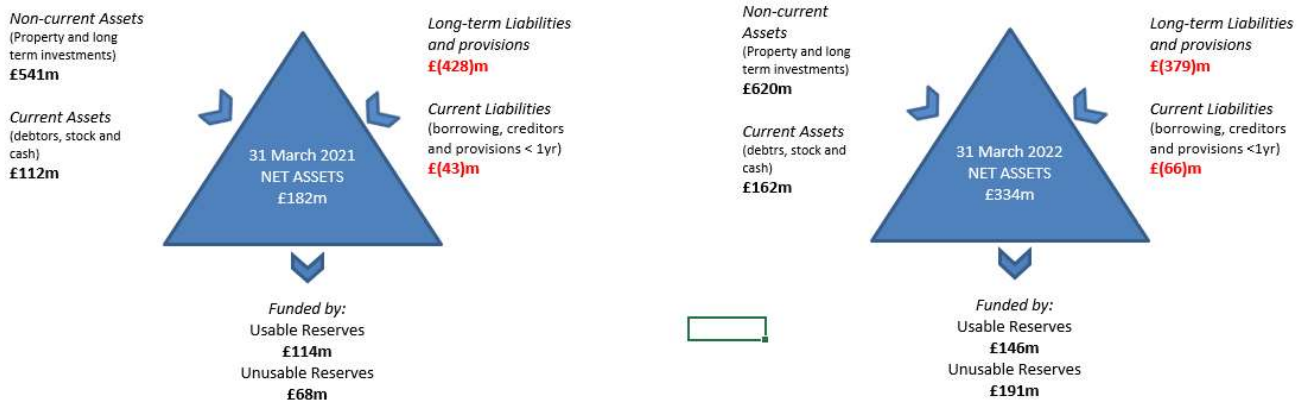 Non-current Assets
(Property and long
term investments)
£541m
Current Assets
(debtors, stock and
cash)
£112m
31 March 2021
NET ASSETS
£182m
Long-term Liabilities
and provisions
£(428)m
Current Liabilities
(borrowing, creditors
and provisions < 1yr)
£(43)m
Funded by:
Usable Reserves
£114m
Unusable Reserves
£68m
Non-current
Assets
(Property and long
term investments)
£620m
Current Assets
(debtrs, stock and
cash)
£162m
31 March 2022
NET ASSETS
£334m
Long-term Liabilities
and provisions
£(379)m
Current Liabilities
(borrowing, creditors
and provisions <1yr)
£(66)m
Funded by:
Usable Reserves
£146m
Unusable Reserves
£191m